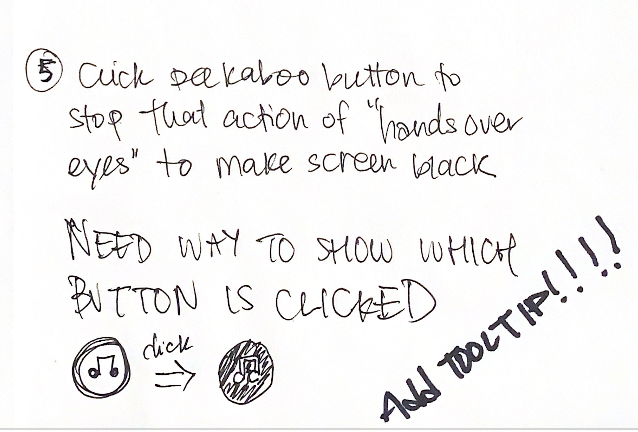 5 Click peekaboo button to
stop that action of "hands over
eyes" to make screen black
NEED WAY TO SHOW WHICH
BUTTON IS CLICKED
click
Add TOOLTIP!!!!